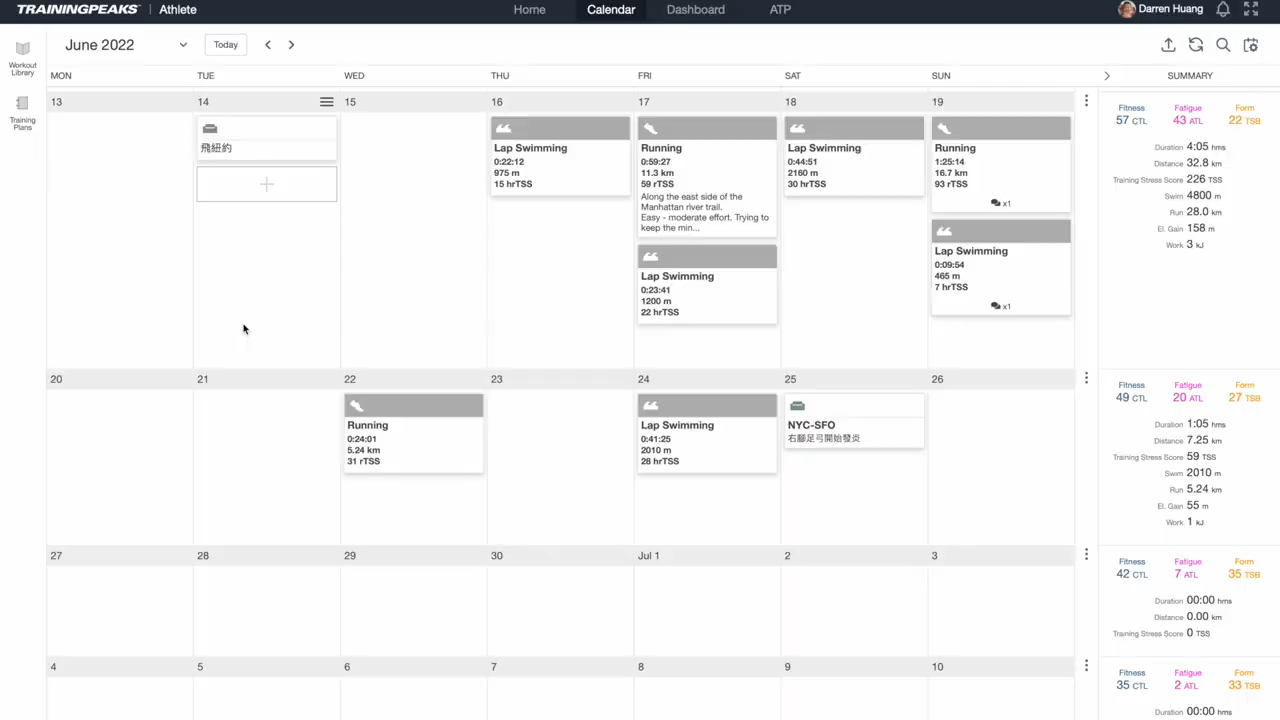 TRAININGPEAKS Athlete
Home
Calendar
Dashboard
ATP
Darren Huang
Workout
Library
Training
Plans
June 2022
Today
MON
TUE
WED
THU
FRI
SAT
SUN
SUMMARY
13
14
飛紐約
15
16
Lap Swimming
0:22:12
975 m
15 hrTSS
17
Running
0:59:27
11.3 km
59 rTSS
Along the east side of the
Manhattan river trail.
Easy - moderate effort. Trying to
keep the min...
Lap Swimming
0:23:41
1200 m
22 hrTSS
18
Lap Swimming
0:44:51
2160 m
30 hrTSS
19
Running
1:25:14
16.7 km
93 rTSS
x1
Lap Swimming
0:09:54
465 m
7 hrTSS
x1
Fitness
57 CTL
Fatigue
43 ATL
Form
22 TSB
Duration 4:05 hms
Distance 32.8 km
Training Stress Score 226 TSS
Swim 4800 m
Run 28.0 km
El. Gain 158 m
Work 3 kJ
20
21
22
Running
0:24:01
5.24 km
31 rTSS
23
24
Lap Swimming
0:41:25
2010 m
28 hrTSS
25
NYC-SFO
右腳足弓開始發炎
26
Fitness
49 CTL
Fatigue
20 ATL
Form
27 TSB
Duration 1:05 hms
Distance 7.25 km
Training Stress Score 59 TSS
Swim 2010 m
Run 5.24 km
El. Gain 55 m
Work 1 kJ
27
28
29
30
Jul 1
2
3
Fitness
42 CTL
Fatigue
7 ATL
Form
35 TSB
Duration 00:00 hms
Distance 0.00 km
Training Stress Score 0 TSS
4
5
6
7
8
9
10
Fitness
35 CTL
Fatigue
2 ATL
Form
33 TSB
Duration 00:00 hms